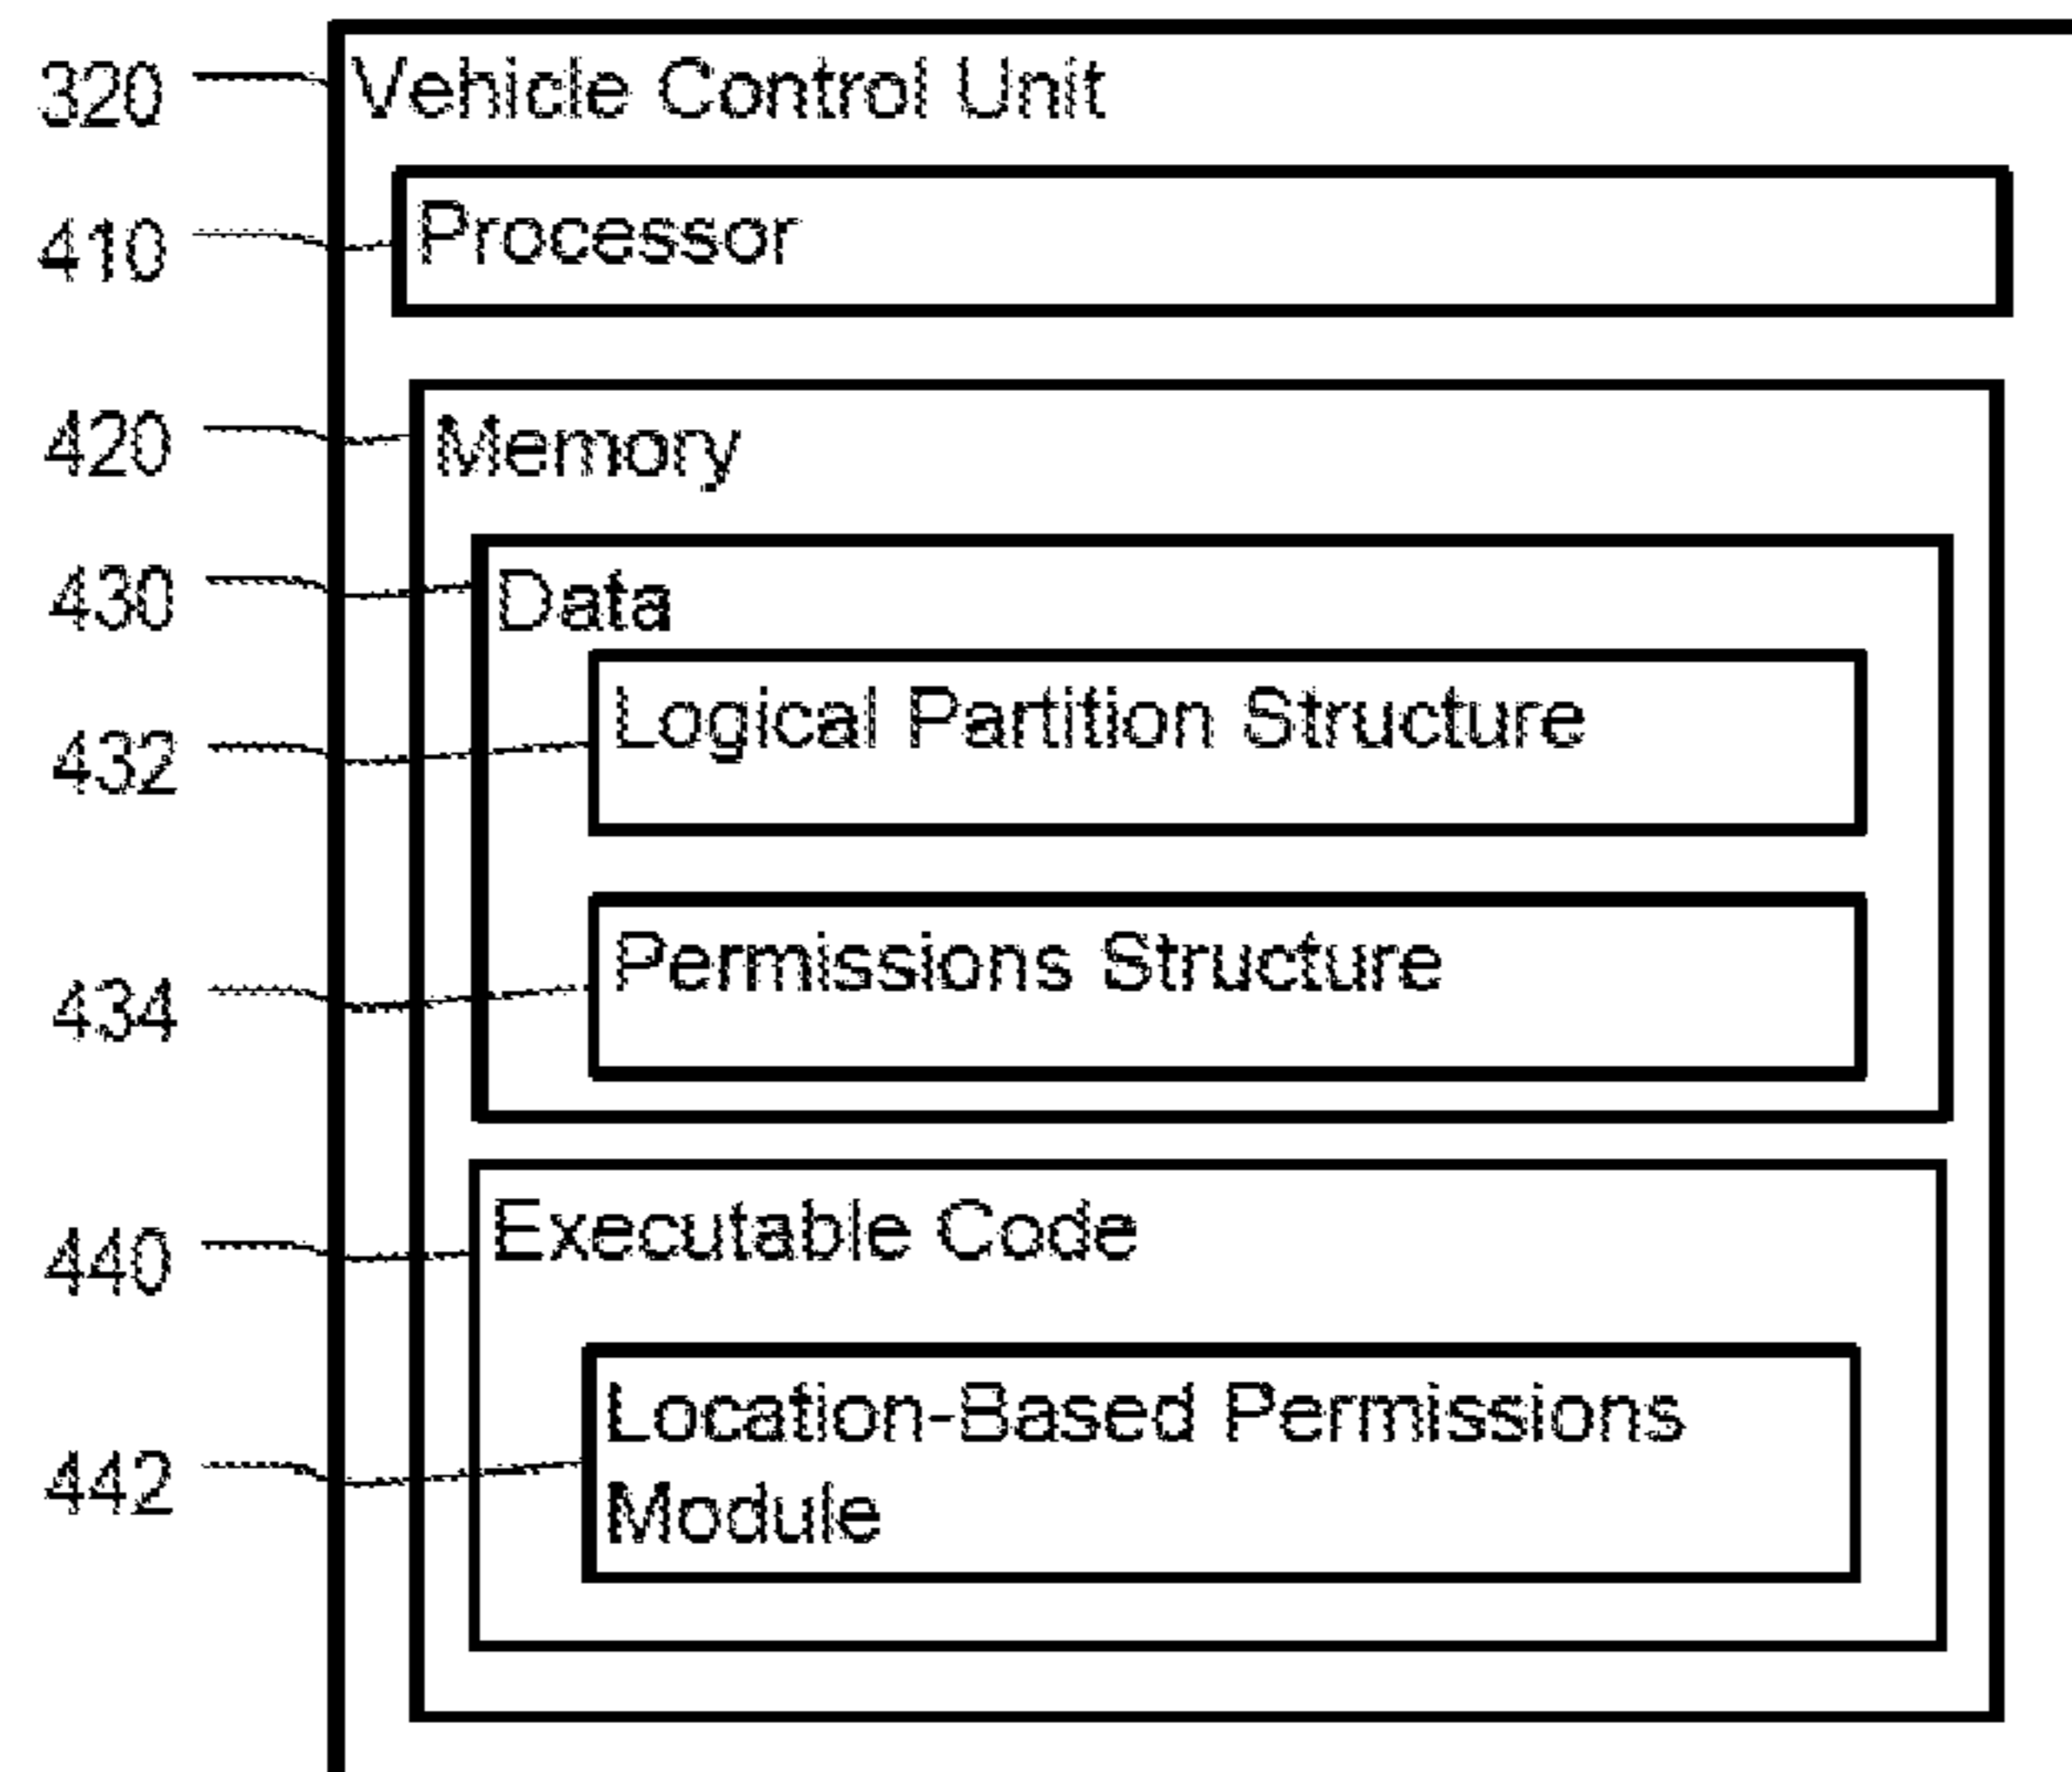 320 Vehicle Control Unit
410 Processor
420 Memory
430 Data
432 Logical Partition Structure
434 Permissions Structure
440 Executable Code
442 Location-Based Permissions
Module